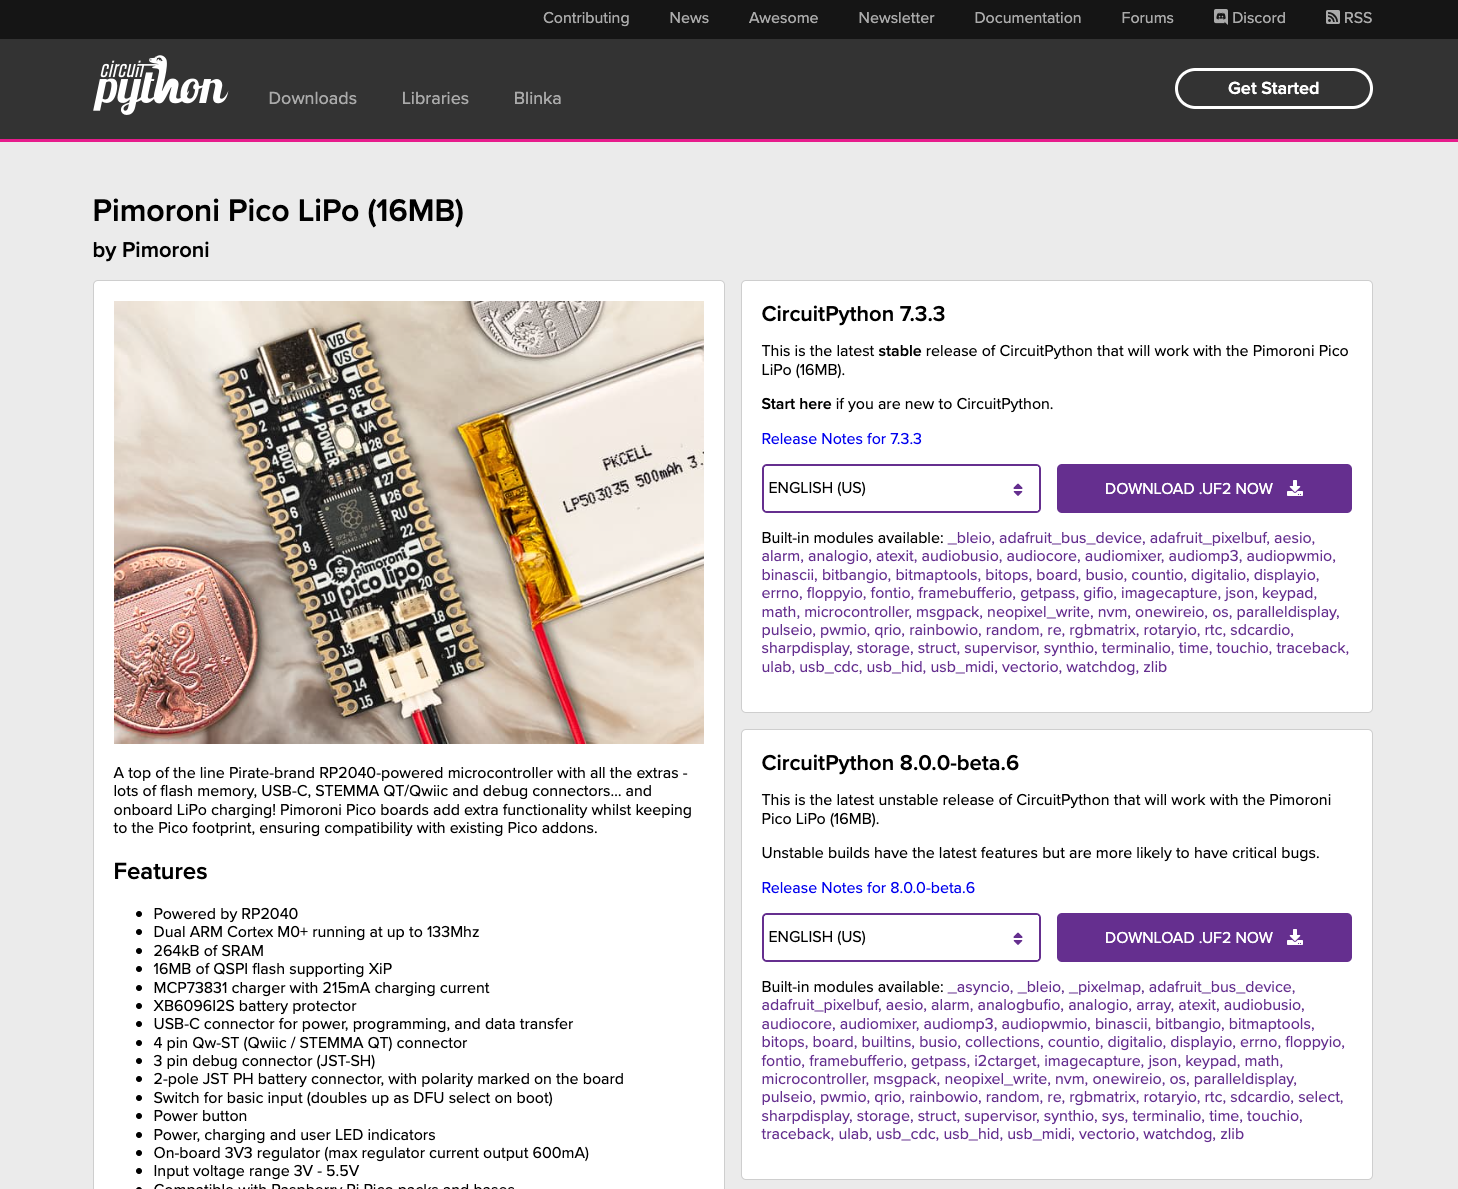 Contributing News Awesome Newsletter Documentation Forums Discord RSS
circuit
python
Downloads Libraries Blinka Get Started
Pimoroni Pico LiPo (16MB)
by Pimoroni
VB
VS
0
1
3E
2
VA
3
28
4
BOOT
POWER
5
27
6
26
RU
7
22
8
9
pimoroni
pico lipo
10
20
11
18
13
17
14
16
15
PKCELL
LP503035 500mAh 3.
PENCE
A top of the line Pirate-brand RP2040-powered microcontroller with all the extras -
lots of flash memory, USB-C, STEMMA QT/Qwiic and debug connectors... and
onboard LiPo charging! Pimoroni Pico boards add extra functionality whilst keeping
to the Pico footprint, ensuring compatibility with existing Pico addons.
Features
• Powered by RP2040
• Dual ARM Cortex M0+ running at up to 133Mhz
• 264kB of SRAM
• 16MB of QSPI flash supporting XiP
• MCP73831 charger with 215mA charging current
• XB6096I2S battery protector
• USB-C connector for power, programming, and data transfer
• 4 pin Qw-ST (Qwiic / STEMMA QT) connector
• 3 pin debug connector (JST-SH)
• 2-pole JST PH battery connector, with polarity marked on the board
• Switch for basic input (doubles up as DFU select on boot)
• Power button
• Power, charging and user LED indicators
• On-board 3V3 regulator (max regulator current output 600mA)
• Input voltage range 3V - 5.5V
• Compatible with Raspberry Pi Pico packs and bases
CircuitPython 7.3.3
This is the latest stable release of CircuitPython that will work with the Pimoroni Pico
LiPo (16MB).
Start here if you are new to CircuitPython.
Release Notes for 7.3.3
ENGLISH (US) DOWNLOAD .UF2 NOW
Built-in modules available: _bleio, adafruit_bus_device, adafruit_pixelbuf, aesio,
alarm, analogio, atexit, audiobusio, audiocore, audiomixer, audiomp3, audiopwmio,
binascii, bitbangio, bitmaptools, bitops, board, busio, countio, digitalio, displayio,
errno, floppyio, fontio, framebufferio, getpass, gifio, imagecapture, json, keypad,
math, microcontroller, msgpack, neopixel_write, nvm, onewireio, os, paralleldisplay,
pulseio, pwmio, qrio, rainbowio, random, re, rgbmatrix, rotaryio, rtc, sdcardio,
sharpdisplay, storage, struct, supervisor, synthio, terminalio, time, touchio, traceback,
ulab, usb_cdc, usb_hid, usb_midi, vectorio, watchdog, zlib
CircuitPython 8.0.0-beta.6
This is the latest unstable release of CircuitPython that will work with the Pimoroni
Pico LiPo (16MB).
Unstable builds have the latest features but are more likely to have critical bugs.
Release Notes for 8.0.0-beta.6
ENGLISH (US) DOWNLOAD .UF2 NOW
Built-in modules available: _asyncio, _bleio, _pixelmap, adafruit_bus_device,
adafruit_pixelbuf, aesio, alarm, analogbufio, analogio, array, atexit, audiobusio,
audiocore, audiomixer, audiomp3, audiopwmio, binascii, bitbangio, bitmaptools,
bitops, board, builtins, busio, collections, countio, digitalio, displayio, errno, floppyio,
fontio, framebufferio, getpass, i2ctarget, imagecapture, json, keypad, math,
microcontroller, msgpack, neopixel_write, nvm, onewireio, os, paralleldisplay,
pulseio, pwmio, qrio, rainbowio, random, re, rgbmatrix, rotaryio, rtc, sdcardio, select,
sharpdisplay, storage, struct, supervisor, synthio, sys, terminalio, time, touchio,
traceback, ulab, usb_cdc, usb_hid, usb_midi, vectorio, watchdog, zlib